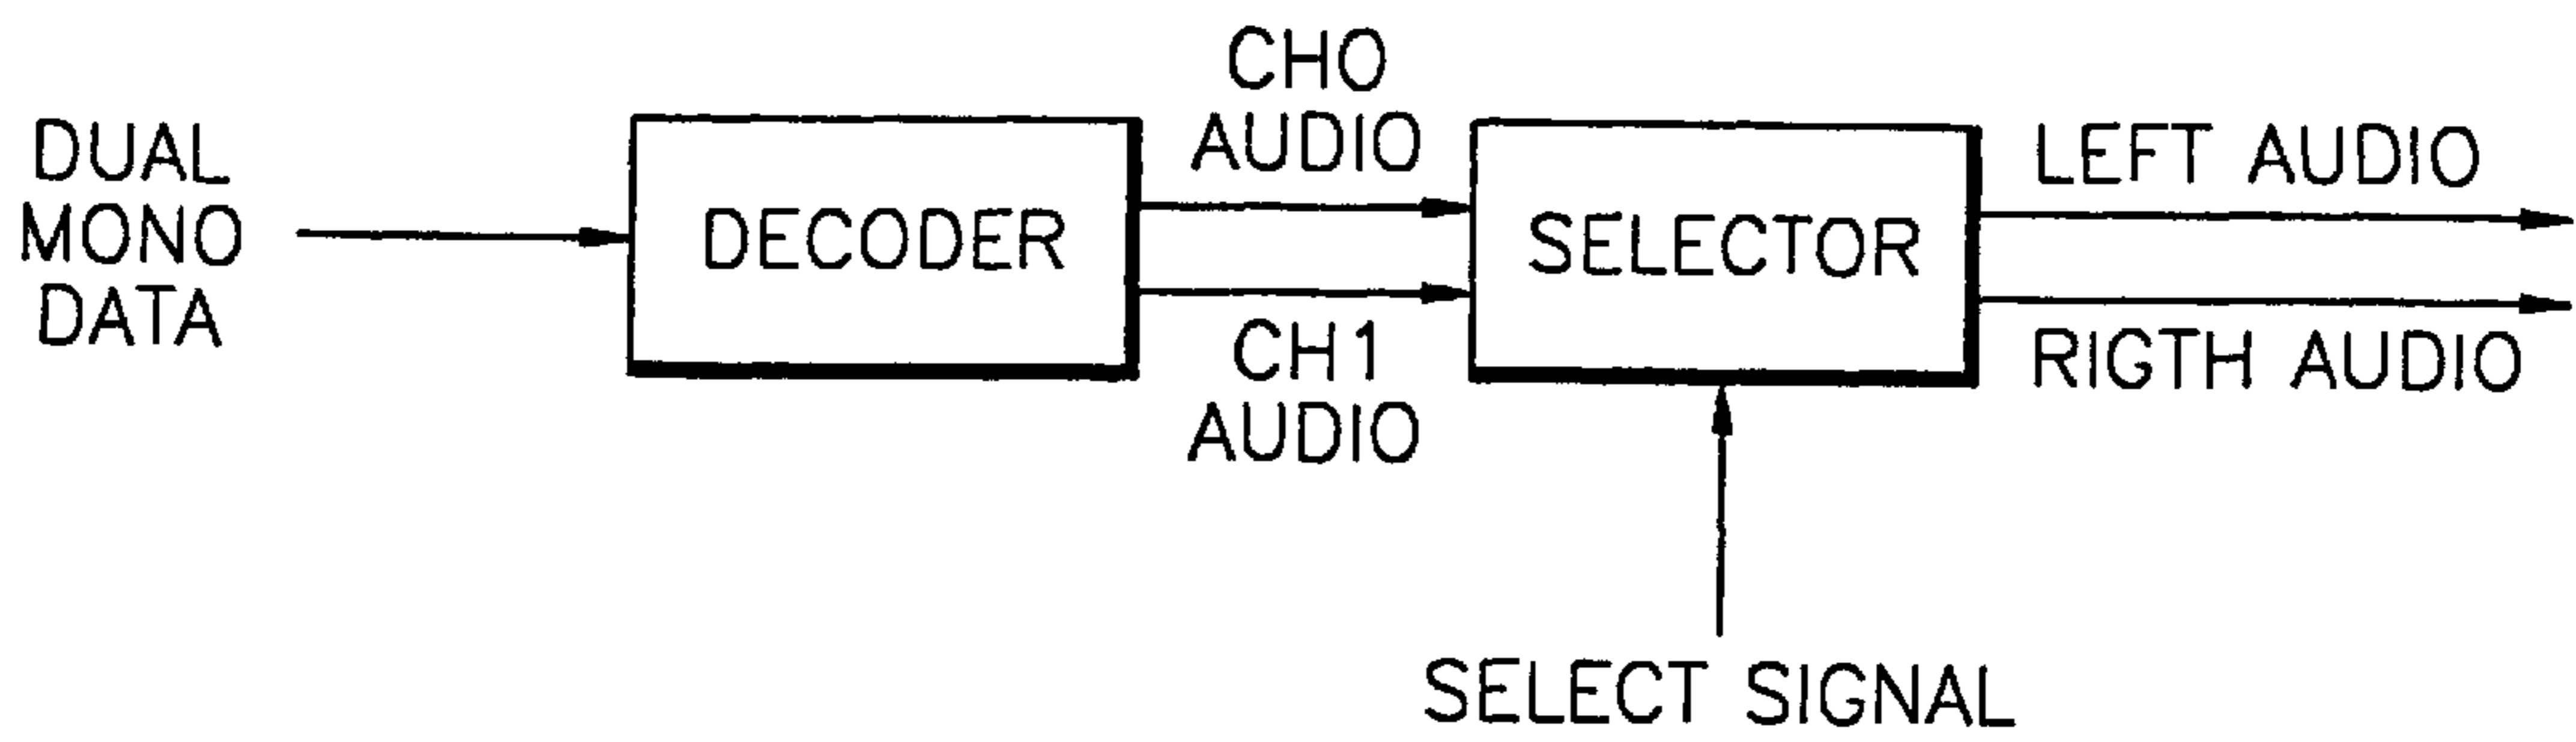 DUAL
MONO
DATA
DECODER
CH0
AUDIO
CH1
AUDIO
SELECTOR
LEFT AUDIO
RIGTH AUDIO
SELECT SIGNAL